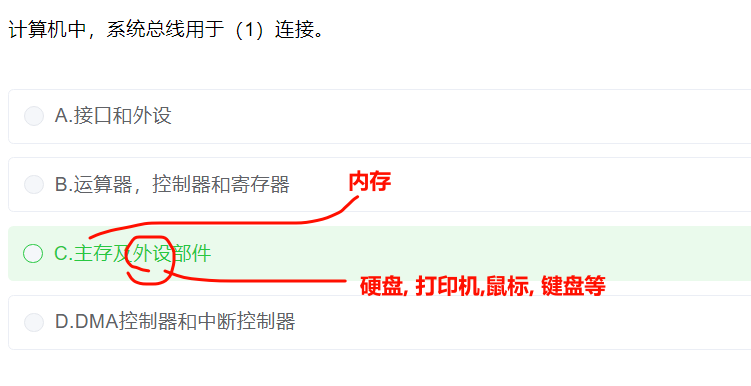 计算机中，系统总线用于（1）连接。
A.接口和外设
B.运算器，控制器和寄存器
内存
C.主存及外设部件
硬盘, 打印机,鼠标, 键盘等
D.DMA控制器和中断控制器